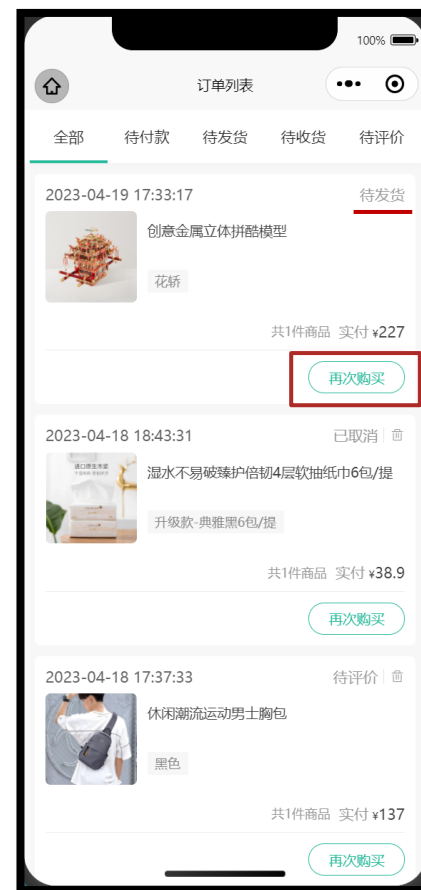 100%
订单列表
全部 待付款 待发货 待收货 待评价
2023-04-19 17:33:17 待发货
创意金属立体拼酷模型
花轿
共1件商品 实付 ¥227
再次购买
2023-04-18 18:43:31 已取消
进口原生木浆
湿水不易破臻护倍韧4层软抽纸巾6包/提
升级款-典雅黑6包/提
共1件商品 实付 ¥38.9
再次购买
2023-04-18 17:37:33 待评价
休闲潮流运动男士胸包
黑色
共1件商品 实付 ¥137
再次购买